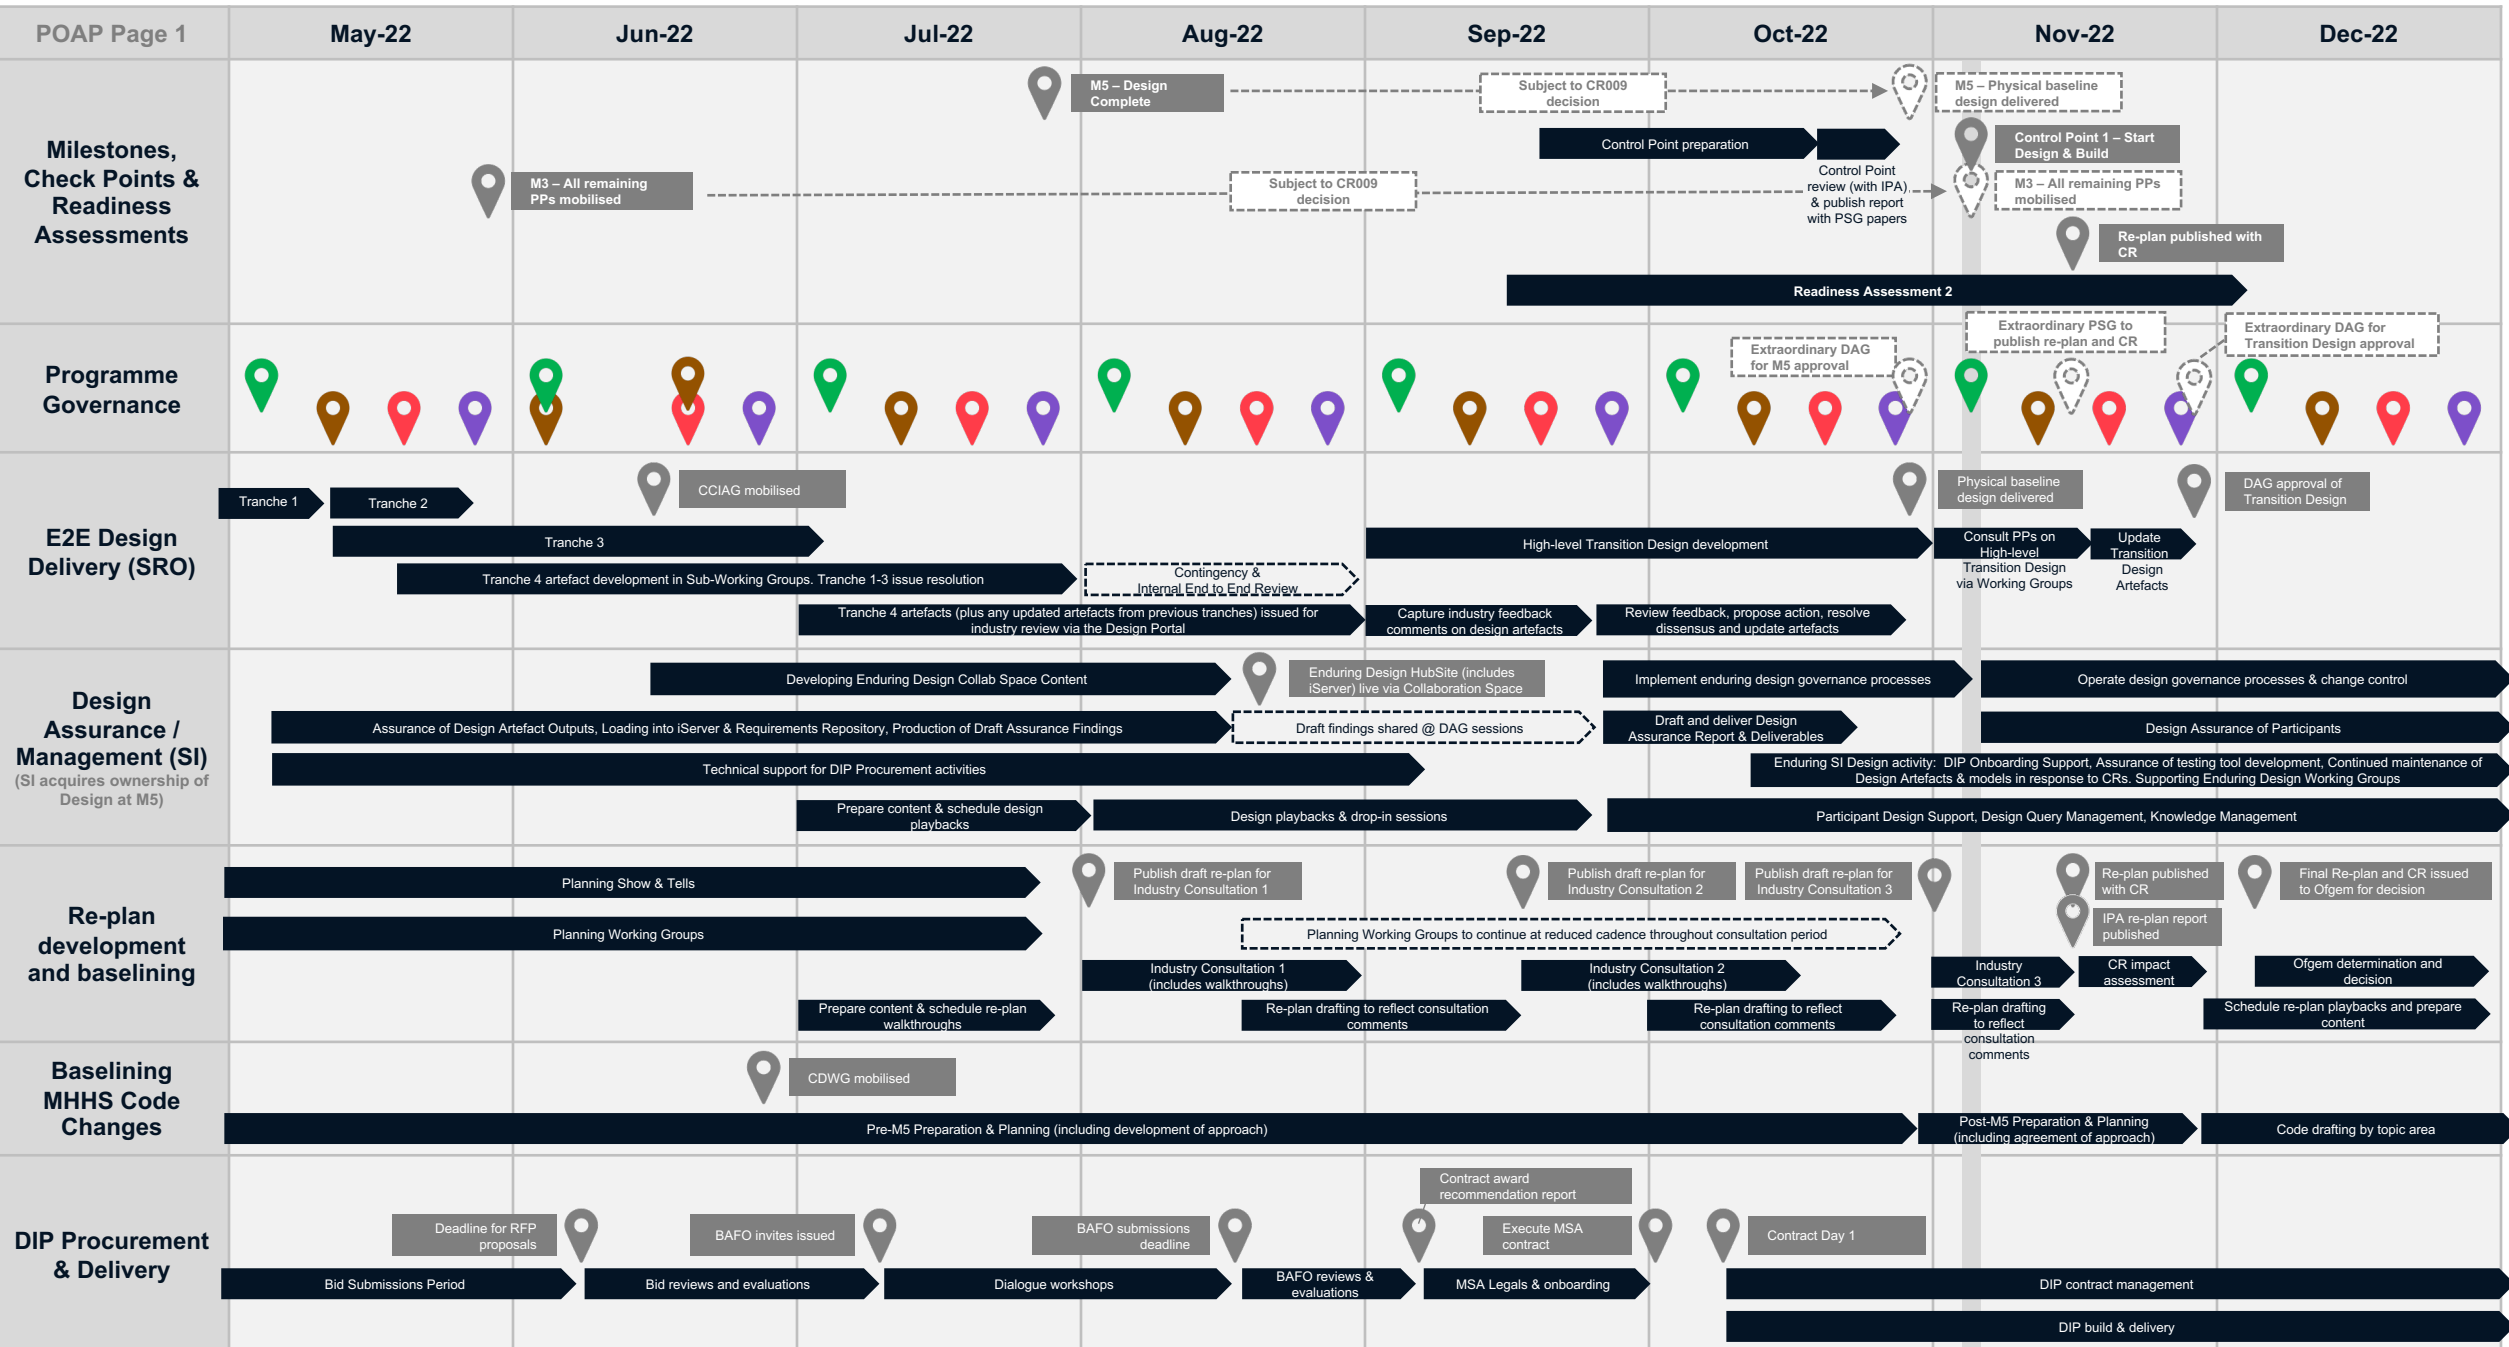 POAP Page 1
May-22
Jun-22
Jul-22
Aug-22
Sep-22
Oct-22
Nov-22
Dec-22
Milestones,
Check Points &
Readiness
Assessments
M5 – Design
Complete
Subject to CR009
decision
M5 – Physical baseline
design delivered
Control Point preparation
Control Point
review (with IPA)
& publish report
with PSG papers
Control Point 1 – Start
Design & Build
M3 – All remaining
PPs mobilised
Subject to CR009
decision
M3 – All remaining PPs
mobilised
Re-plan published with
CR
Readiness Assessment 2
Programme
Governance
Extraordinary DAG
for M5 approval
Extraordinary PSG to
publish re-plan and CR
Extraordinary DAG for
Transition Design approval
E2E Design
Delivery (SRO)
Tranche 1
Tranche 2
CCIAG mobilised
Physical baseline
design delivered
DAG approval of
Transition Design
Tranche 3
High-level Transition Design development
Consult PPs on
High-level
Transition Design
via Working Groups
Update
Transition
Design
Artefacts
Tranche 4 artefact development in Sub-Working Groups. Tranche 1-3 issue resolution
Contingency &
Internal End to End Review
Tranche 4 artefacts (plus any updated artefacts from previous tranches) issued for
industry review via the Design Portal
Capture industry feedback
comments on design artefacts
Review feedback, propose action, resolve
dissensus and update artefacts
Design
Assurance /
Management (SI)
(SI acquires ownership of
Design at M5)
Developing Enduring Design Collab Space Content
Enduring Design HubSite (includes
iServer) live via Collaboration Space
Implement enduring design governance processes
Operate design governance processes & change control
Assurance of Design Artefact Outputs, Loading into iServer & Requirements Repository, Production of Draft Assurance Findings
Draft findings shared @ DAG sessions
Draft and deliver Design
Assurance Report & Deliverables
Design Assurance of Participants
Technical support for DIP Procurement activities
Enduring SI Design activity:  DIP Onboarding Support, Assurance of testing tool development, Continued maintenance of
Design Artefacts & models in response to CRs. Supporting Enduring Design Working Groups
Prepare content & schedule design
playbacks
Design playbacks & drop-in sessions
Participant Design Support, Design Query Management, Knowledge Management
Re-plan
development
and baselining
Planning Show & Tells
Publish draft re-plan for
Industry Consultation 1
Publish draft re-plan for
Industry Consultation 2
Publish draft re-plan for
Industry Consultation 3
Re-plan published
with CR
Final Re-plan and CR issued
to Ofgem for decision
Planning Working Groups
Planning Working Groups to continue at reduced cadence throughout consultation period
IPA re-plan report
published
Industry Consultation 1
(includes walkthroughs)
Industry Consultation 2
(includes walkthroughs)
Industry
Consultation 3
CR impact
assessment
Ofgem determination and
decision
Prepare content & schedule re-plan
walkthroughs
Re-plan drafting to reflect consultation
comments
Re-plan drafting to reflect
consultation comments
Re-plan drafting
to reflect
consultation
comments
Schedule re-plan playbacks and prepare
content
Baselining
MHHS Code
Changes
CDWG mobilised
Pre-M5 Preparation & Planning (including development of approach)
Post-M5 Preparation & Planning
(including agreement of approach)
Code drafting by topic area
DIP Procurement
& Delivery
Contract award
recommendation report
Deadline for RFP
proposals
BAFO invites issued
BAFO submissions
deadline
Execute MSA
contract
Contract Day 1
Bid Submissions Period
Bid reviews and evaluations
Dialogue workshops
BAFO reviews &
evaluations
MSA Legals & onboarding
DIP contract management
DIP build & delivery